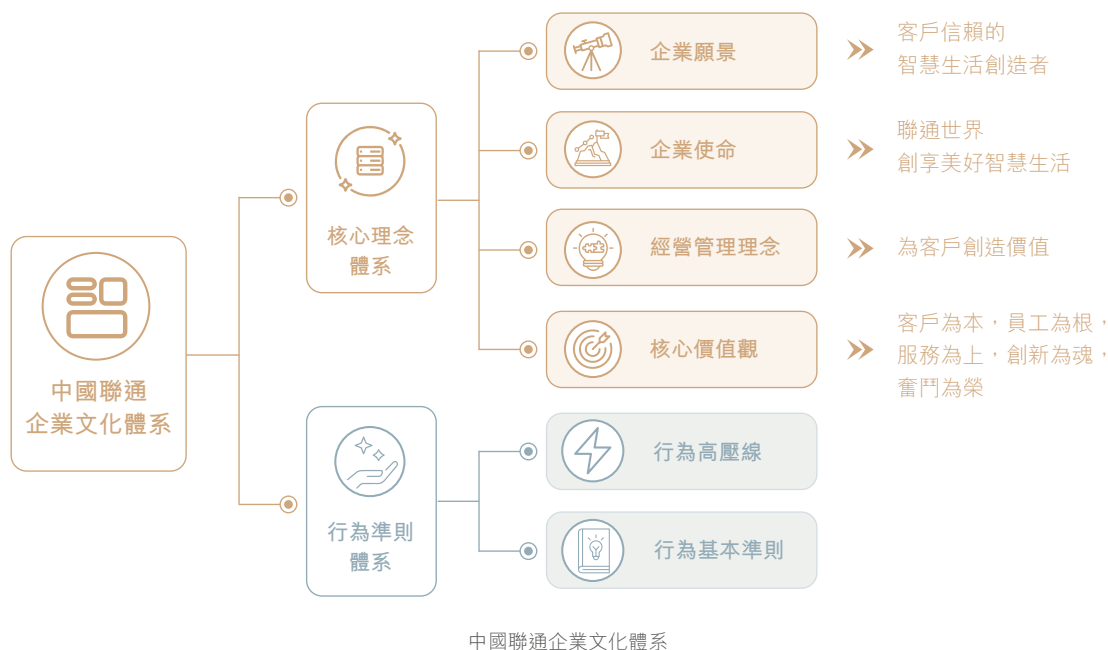 中國聯通
企業文化體系
核心理念
體系
企業願景
客戶信賴的
智慧生活創造者
企業使命
聯通世界
創享美好智慧生活
經營管理理念
為客戶創造價值
核心價值觀
客戶為本，員工為根，
服務為上，創新為魂，
奮鬥為榮
行為準則
體系
行為高壓線
行為基本準則
中國聯通企業文化體系